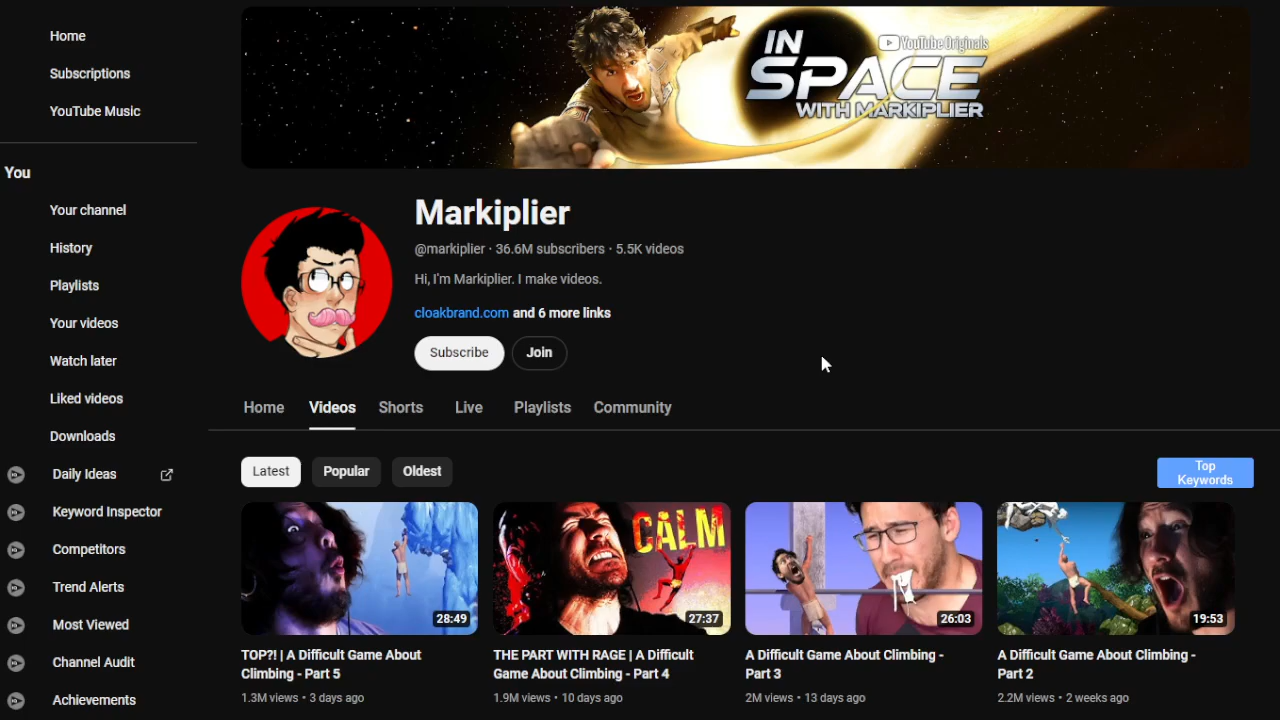 Home
Subscriptions
YouTube Music
You
Your channel
History
Playlists
Your videos
Watch later
Liked videos
Downloads
Daily Ideas
Keyword Inspector
Competitors
Trend Alerts
Most Viewed
Channel Audit
Achievements
IN
YouTube Originals
SPACE
WITH MARKIPLIER
Markiplier
@markiplier · 36.6M subscribers · 5.5K videos
Hi, I'm Markiplier. I make videos.
cloakbrand.com and 6 more links
Subscribe Join
Home Videos Shorts Live Playlists Community
Latest Popular Oldest
Top
Keywords
28:49
CALM
27:37
26:03
19:53
TOP?! | A Difficult Game About
Climbing - Part 5
1.3M views • 3 days ago
THE PART WITH RAGE | A Difficult
Game About Climbing - Part 4
1.9M views • 10 days ago
A Difficult Game About Climbing -
Part 3
2M views • 13 days ago
A Difficult Game About Climbing -
Part 2
2.2M views • 2 weeks ago